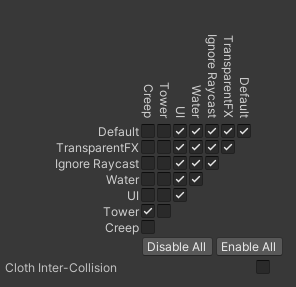 Creep
Tower
UI
Water
Ignore Raycast
TransparentFX
Default
Default
TransparentFX
Ignore Raycast
Water
UI
Tower
Creep
Disable All Enable All
Cloth Inter-Collision